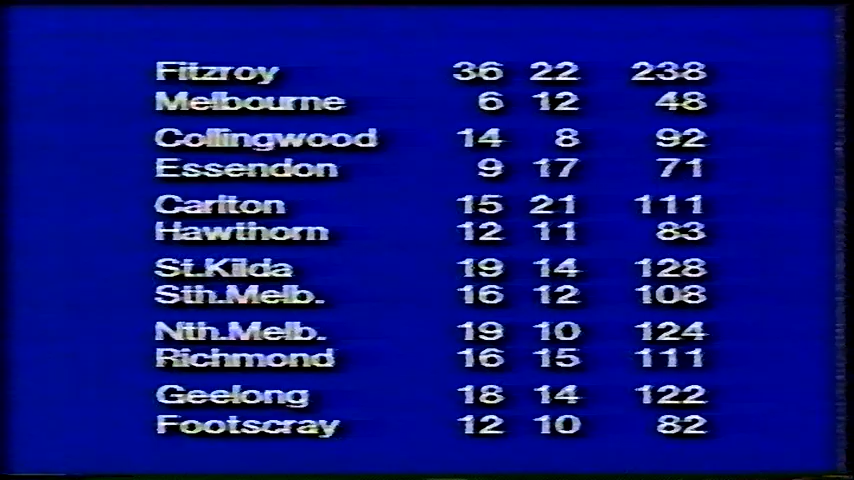 Fitzroy 36 22 238
Melbourne 6 12 48
Collingwood 14 8 92
Essendon 9 17 71
Carlton 15 21 111
Hawthorn 12 11 83
St.Kilda 19 14 128
Sth.Melb. 16 12 108
Nth.Melb. 19 10 124
Richmond 16 15 111
Geelong 18 14 122
Footscray 12 10 82